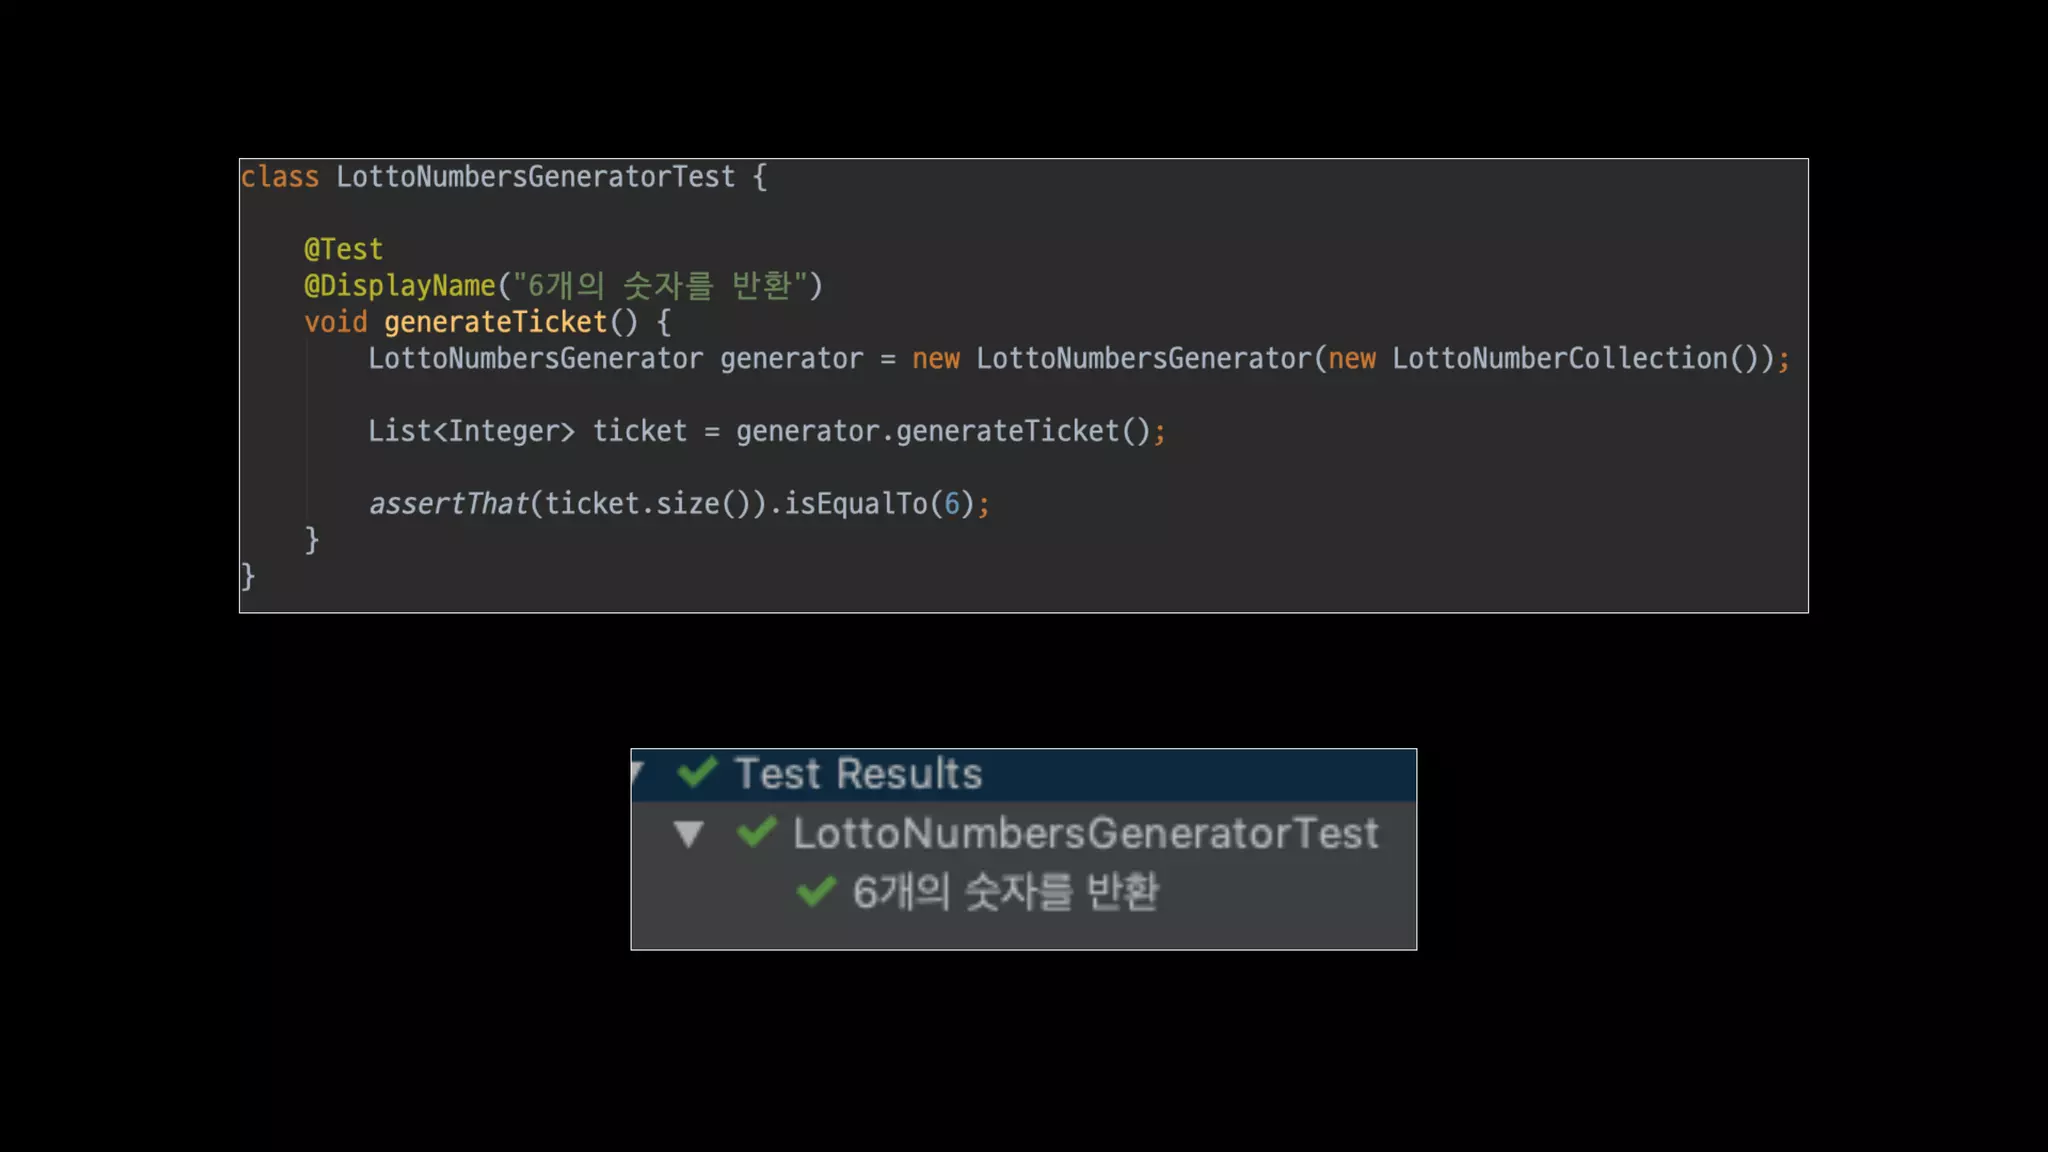 class LottoNumbersGeneratorTest {
@Test
@DisplayName("6개의 숫자를 반환")
void generateTicket() {
LottoNumbersGenerator generator = new LottoNumbersGenerator(new LottoNumberCollection());
List<Integer> ticket = generator.generateTicket();
assertThat(ticket.size()).isEqualTo(6);
}
}
Test Results
LottoNumbersGeneratorTest
6개의 숫자를 반환